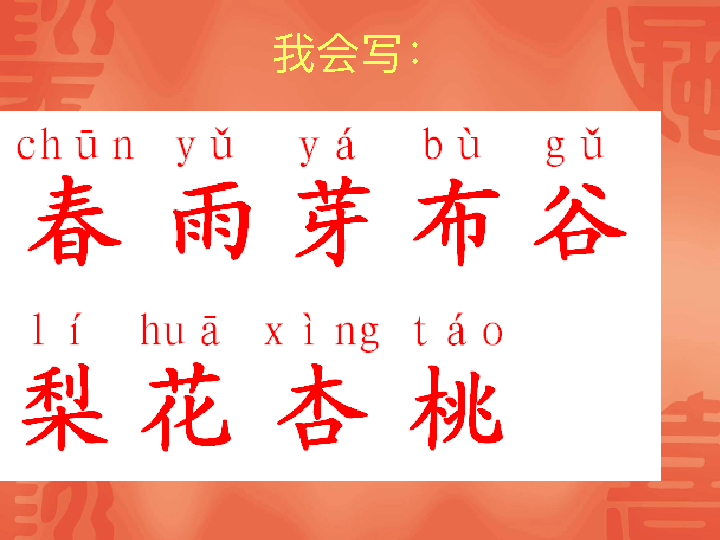 我会写：
chūn yǔ yá bù gǔ
春 雨 芽 布 谷
lí huā xìng táo
梨 花 杏 桃